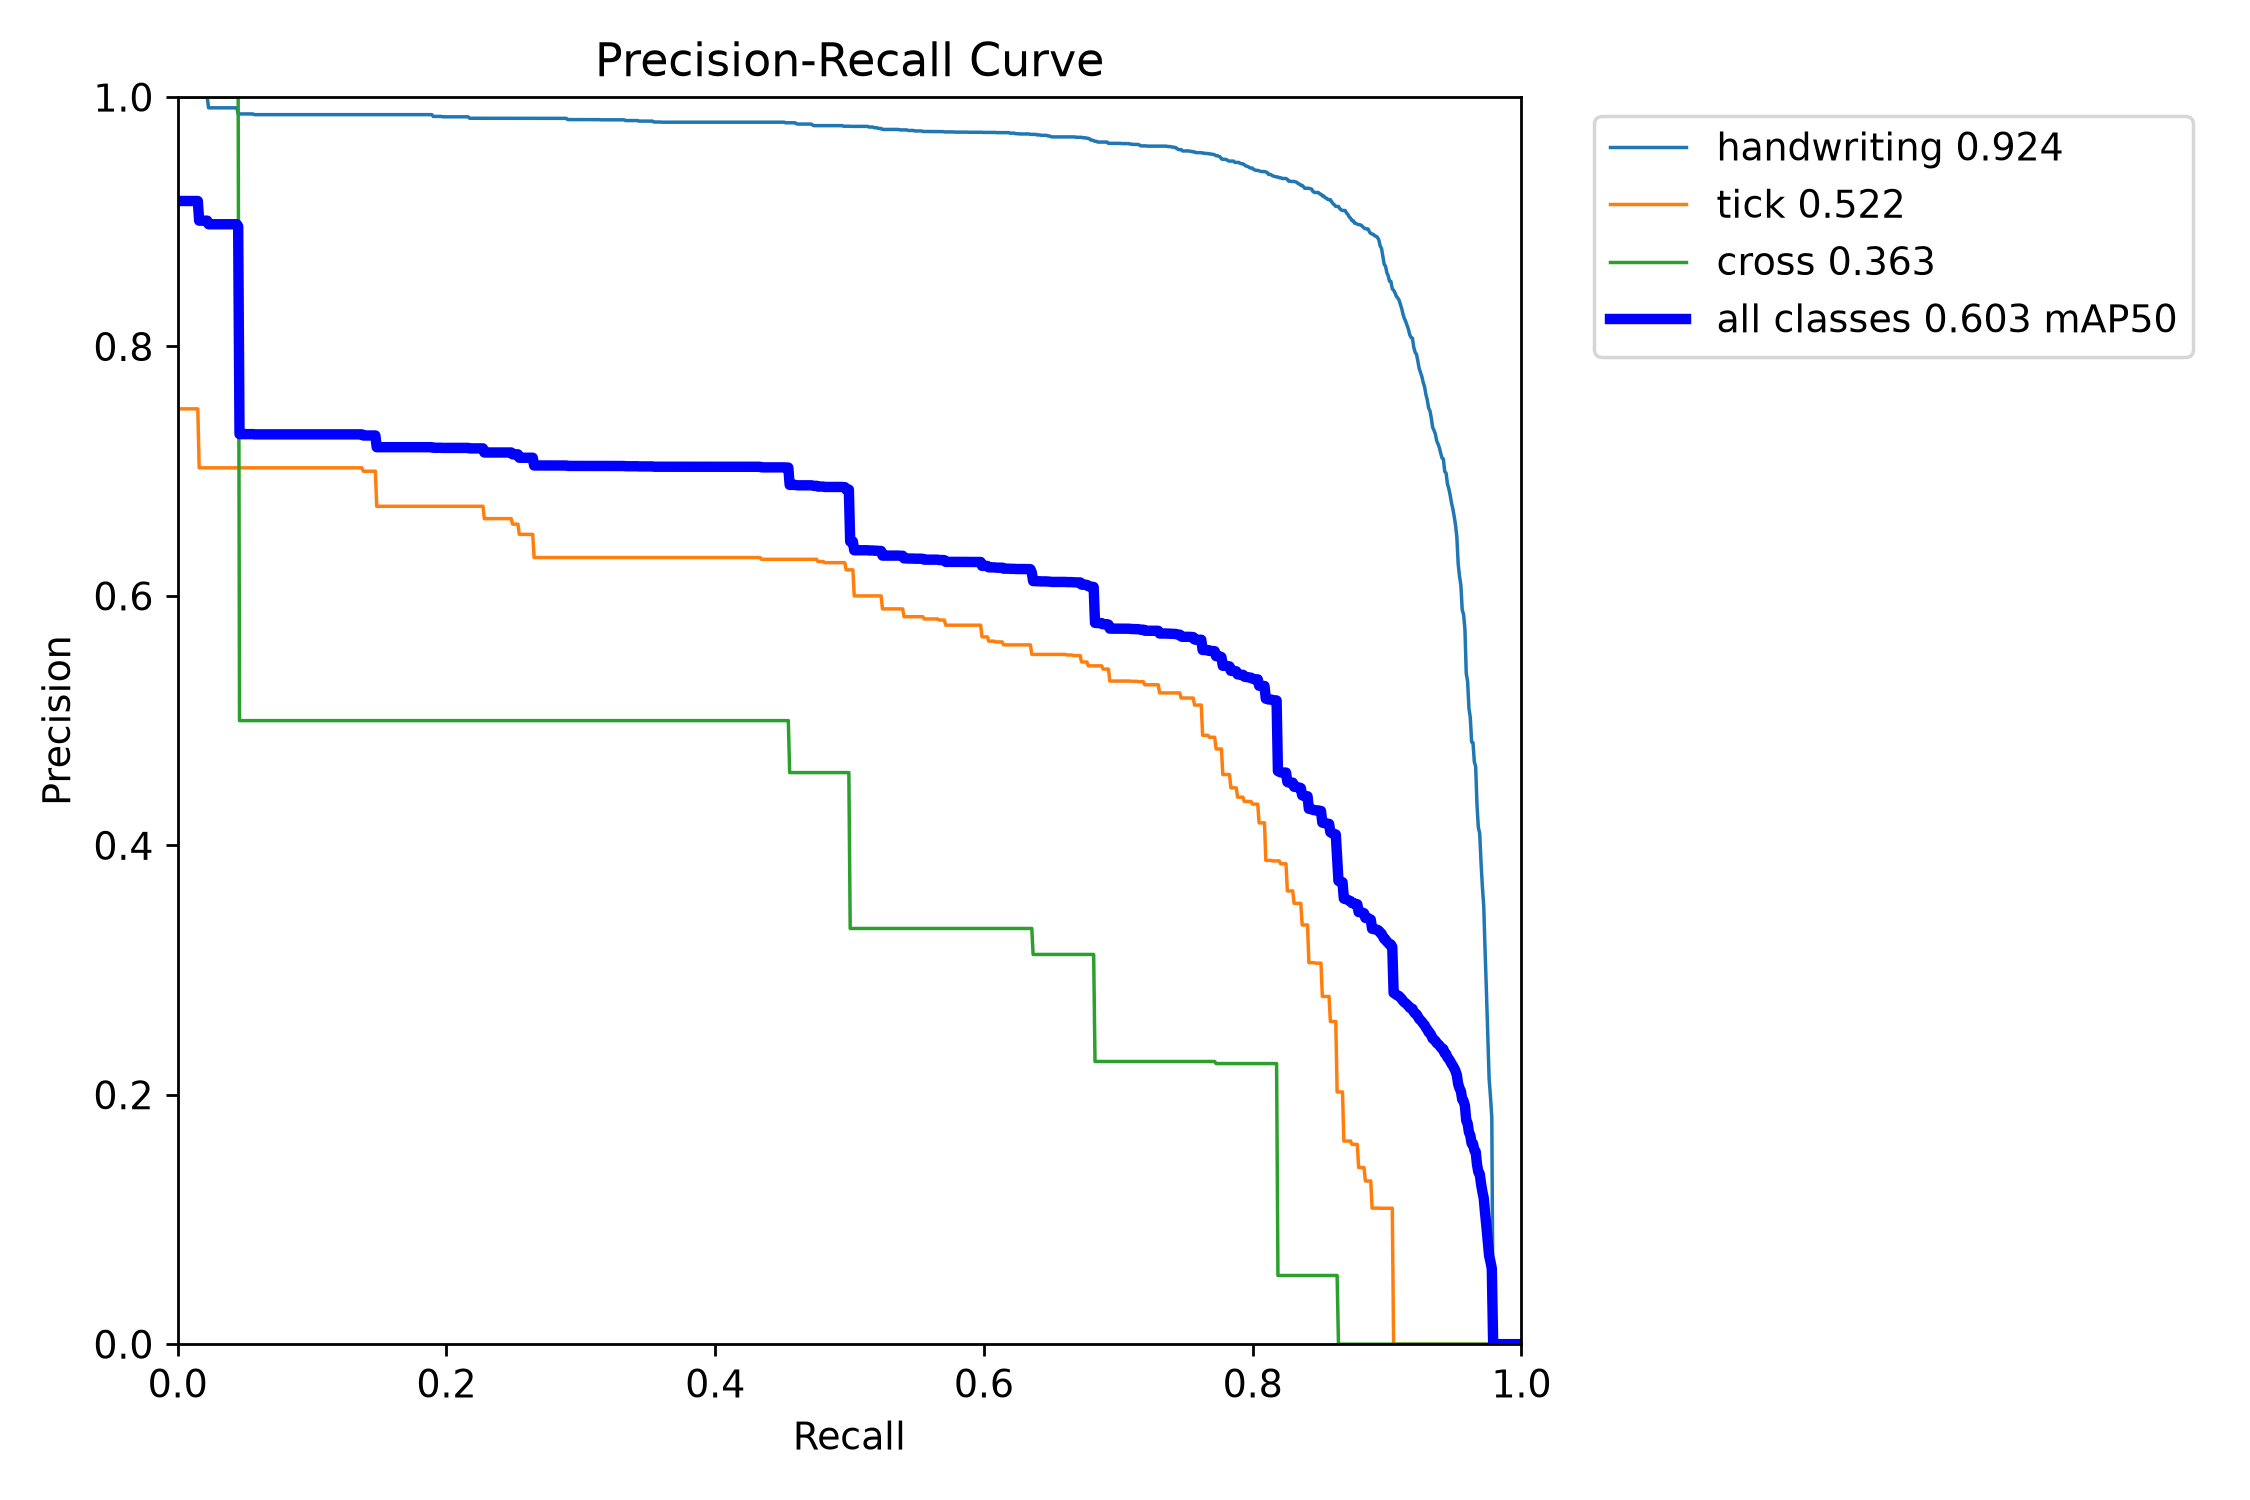 Precision-Recall Curve
1.0
0.8
0.6
0.4
0.2
0.0
Precision
0.0 0.2 0.4 0.6 0.8 1.0
Recall
handwriting 0.924
tick 0.522
cross 0.363
all classes 0.603 mAP50